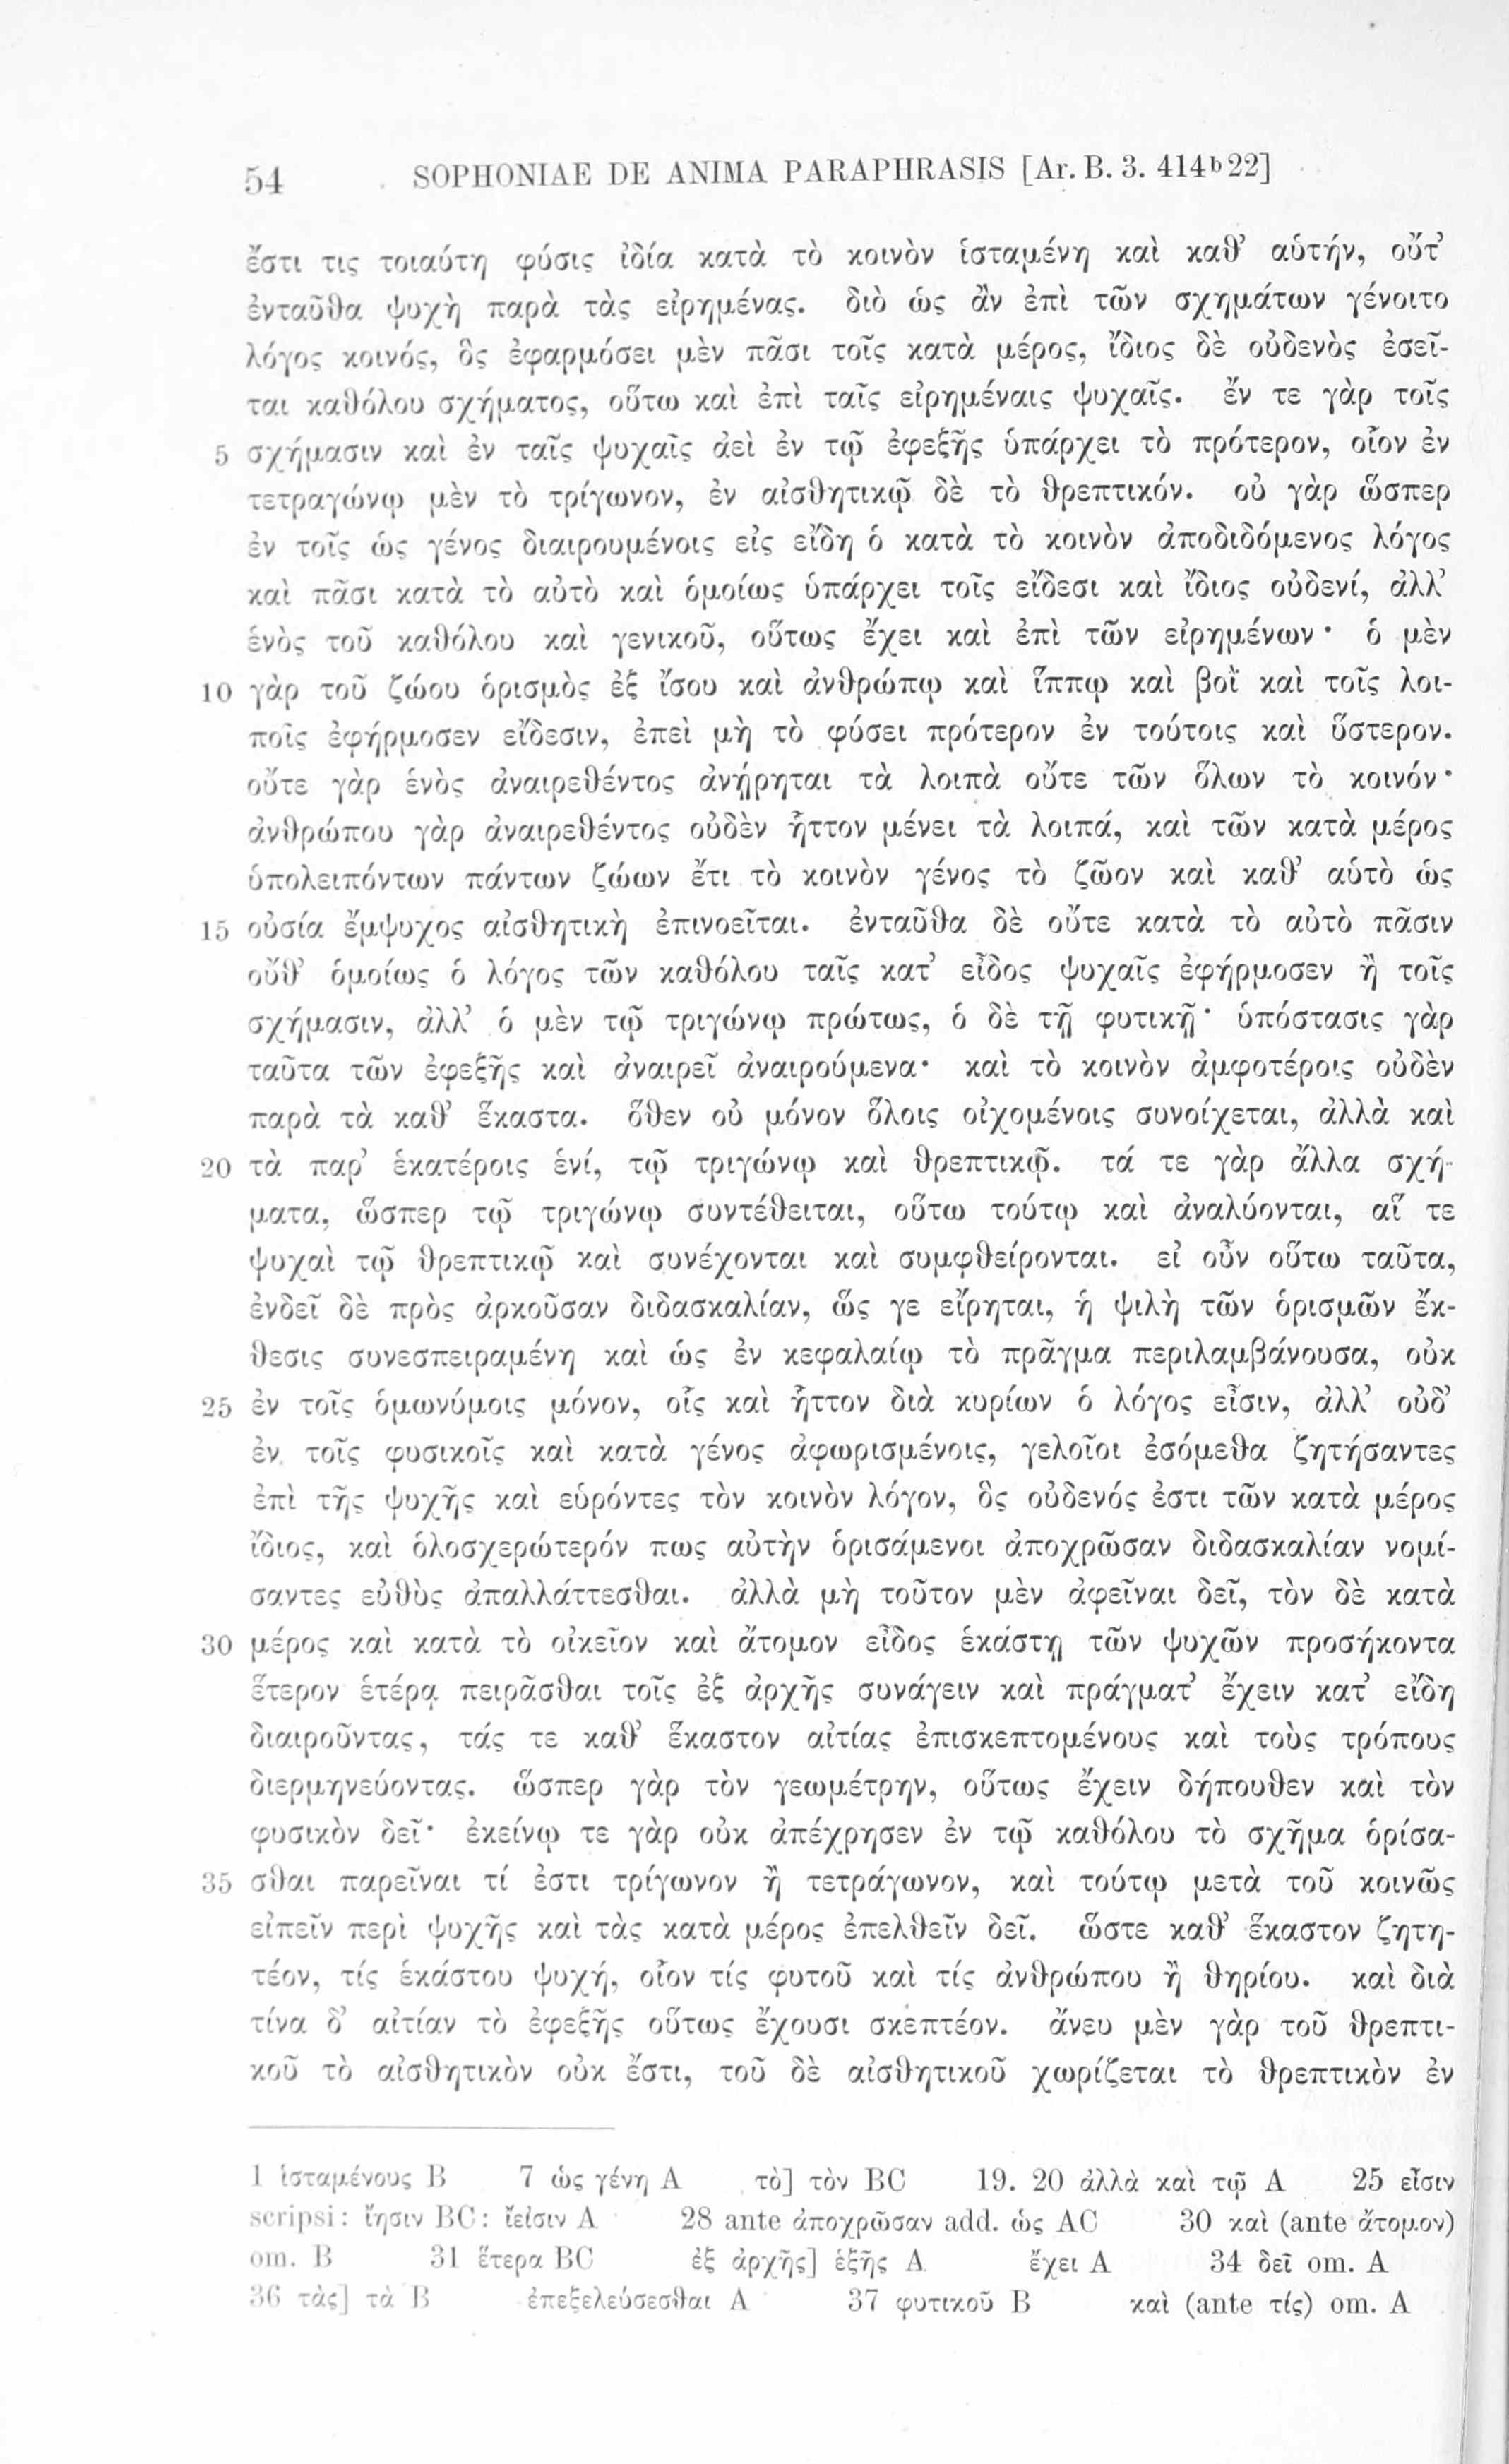 54 SOPHONIAE DE ANIMA PARAPHRASIS [Ar. B. 3. 414ᵇ22]
ἔστι τις τοιαύτη φύσις ἰδία κατὰ τὸ κοινὸν ἱσταμένη καὶ καθ’ αὑτήν, οὔτ’
ἐνταῦθα ψυχὴ παρὰ τὰς εἰρημένας. διὸ ὡς ἂν ἐπὶ τῶν σχημάτων γένοιτο
λόγος κοινός, ὃς ἐφαρμόσει μὲν πᾶσι τοῖς κατὰ μέρος, ἴδιος δὲ οὐδενὸς ἐσεῖ-
ται καθόλου σχήματος, οὕτω καὶ ἐπὶ ταῖς εἰρημέναις ψυχαῖς. ἔν τε γὰρ τοῖς
5 σχήμασιν καὶ ἐν ταῖς ψυχαῖς ἀεὶ ἐν τῷ ἐφεξῆς ὑπάρχει τὸ πρότερον, οἷον ἐν
τετραγώνῳ μὲν τὸ τρίγωνον, ἐν αἰσθητικῷ δὲ τὸ θρεπτικόν. οὐ γὰρ ὥσπερ
ἐν τοῖς ὡς γένος διαιρουμένοις εἰς εἴδη ὁ κατὰ τὸ κοινὸν ἀποδιδόμενος λόγος
καὶ πᾶσι κατὰ τὸ αὐτὸ καὶ ὁμοίως ὑπάρχει τοῖς εἴδεσι καὶ ἴδιος οὐδενί, ἀλλ’
ἑνὸς τοῦ καθόλου καὶ γενικοῦ, οὕτως ἔχει καὶ ἐπὶ τῶν εἰρημένων· ὁ μὲν
10 γὰρ τοῦ ζώου ὁρισμὸς ἐξ ἴσου καὶ ἀνθρώπῳ καὶ ἵππῳ καὶ βοῒ καὶ τοῖς λοι-
ποῖς ἐφήρμοσεν εἴδεσιν, ἐπεὶ μὴ τὸ φύσει πρότερον ἐν τούτοις καὶ ὕστερον.
οὔτε γὰρ ἑνὸς ἀναιρεθέντος ἀνῄρηται τὰ λοιπὰ οὔτε τῶν ὅλων τὸ κοινόν·
ἀνθρώπου γὰρ ἀναιρεθέντος οὐδὲν ἧττον μένει τὰ λοιπά, καὶ τῶν κατὰ μέρος
ὑπολειπόντων πάντων ζώων ἔτι τὸ κοινὸν γένος τὸ ζῶον καὶ καθ’ αὑτὸ ὡς
15 οὐσία ἔμψυχος αἰσθητικὴ ἐπινοεῖται. ἐνταῦθα δὲ οὔτε κατὰ τὸ αὐτὸ πᾶσιν
οὔθ’ ὁμοίως ὁ λόγος τῶν καθόλου ταῖς κατ’ εἶδος ψυχαῖς ἐφήρμοσεν ἢ τοῖς
σχήμασιν, ἀλλ’ ὁ μὲν τῷ τριγώνῳ πρώτως, ὁ δὲ τῇ φυτικῇ· ὑπόστασις γὰρ
ταῦτα τῶν ἐφεξῆς καὶ ἀναιρεῖ ἀναιρούμενα· καὶ τὸ κοινὸν ἀμφοτέροις οὐδὲν
παρὰ τὰ καθ’ ἕκαστα. ὅθεν οὐ μόνον ὅλοις οἰχομένοις συνοίχεται, ἀλλὰ καὶ
20 τὰ παρ’ ἑκατέροις ἑνί, τῷ τριγώνῳ καὶ θρεπτικῷ. τά τε γὰρ ἄλλα σχή-
ματα, ὥσπερ τῷ τριγώνῳ συντέθειται, οὕτω τούτῳ καὶ ἀναλύονται, αἵ τε
ψυχαὶ τῷ θρεπτικῷ καὶ συνέχονται καὶ συμφθείρονται. εἰ οὖν οὕτω ταῦτα,
ἐνδεῖ δὲ πρὸς ἀρκοῦσαν διδασκαλίαν, ὥς γε εἴρηται, ἡ ψιλὴ τῶν ὁρισμῶν ἔκ-
θεσις συνεσπειραμένη καὶ ὡς ἐν κεφαλαίῳ τὸ πρᾶγμα περιλαμβάνουσα, οὐκ
25 ἐν τοῖς ὁμωνύμοις μόνον, οἷς καὶ ἧττον διὰ κυρίων ὁ λόγος εἶσιν, ἀλλ’ οὐδ’
ἐν τοῖς φυσικοῖς καὶ κατὰ γένος ἀφωρισμένοις, γελοῖοι ἐσόμεθα ζητήσαντες
ἐπὶ τῆς ψυχῆς καὶ εὑρόντες τὸν κοινὸν λόγον, ὃς οὐδενός ἐστι τῶν κατὰ μέρος
ἴδιος, καὶ ὁλοσχερώτερόν πως αὐτὴν ὁρισάμενοι ἀποχρῶσαν διδασκαλίαν νομί-
σαντες εὐθὺς ἀπαλλάττεσθαι. ἀλλὰ μὴ τοῦτον μὲν ἀφεῖναι δεῖ, τὸν δὲ κατὰ
30 μέρος καὶ κατὰ τὸ οἰκεῖον καὶ ἄτομον εἶδος ἑκάστῃ τῶν ψυχῶν προσήκοντα
ἕτερον ἑτέρᾳ πειρᾶσθαι τοῖς ἐξ ἀρχῆς συνάγειν καὶ πράγματ’ ἔχειν κατ’ εἴδη
διαιροῦντας, τάς τε καθ’ ἕκαστον αἰτίας ἐπισκεπτομένους καὶ τοὺς τρόπους
διερμηνεύοντας. ὥσπερ γὰρ τὸν γεωμέτρην, οὕτως ἔχειν δήπουθεν καὶ τὸν
φυσικὸν δεῖ· ἐκείνῳ τε γὰρ οὐκ ἀπέχρησεν ἐν τῷ καθόλου τὸ σχῆμα ὁρίσα-
35 σθαι παρεῖναι τί ἐστι τρίγωνον ἢ τετράγωνον, καὶ τούτῳ μετὰ τοῦ κοινῶς
εἰπεῖν περὶ ψυχῆς καὶ τὰς κατὰ μέρος ἐπελθεῖν δεῖ. ὥστε καθ’ ἕκαστον ζητη-
τέον, τίς ἑκάστου ψυχή, οἷον τίς φυτοῦ καὶ τίς ἀνθρώπου ἢ θηρίου. καὶ διὰ
τίνα δ’ αἰτίαν τὸ ἐφεξῆς οὕτως ἔχουσι σκεπτέον. ἄνευ μὲν γὰρ τοῦ θρεπτι-
κοῦ τὸ αἰσθητικὸν οὐκ ἔστι, τοῦ δὲ αἰσθητικοῦ χωρίζεται τὸ θρεπτικὸν ἐν
1 ἱσταμένους B 7 ὡς γένη A τὸ] τὸν BC 19. 20 ἀλλὰ καὶ τῷ A 25 εἶσιν
scripsi: ἵησιν BC: ἴεἰσιν A 28 ante ἀποχρῶσαν add. ὡς AC 30 καὶ (ante ἄτομον)
om. B 31 ἕτερα BC ἐξ ἀρχῆς] ἑξῆς A ἔχει A 34 δεῖ om. A
36 τὰς] τὰ B ἐπεξελεύσεσθαι A 37 φυτικοῦ B καὶ (ante τίς) om. A